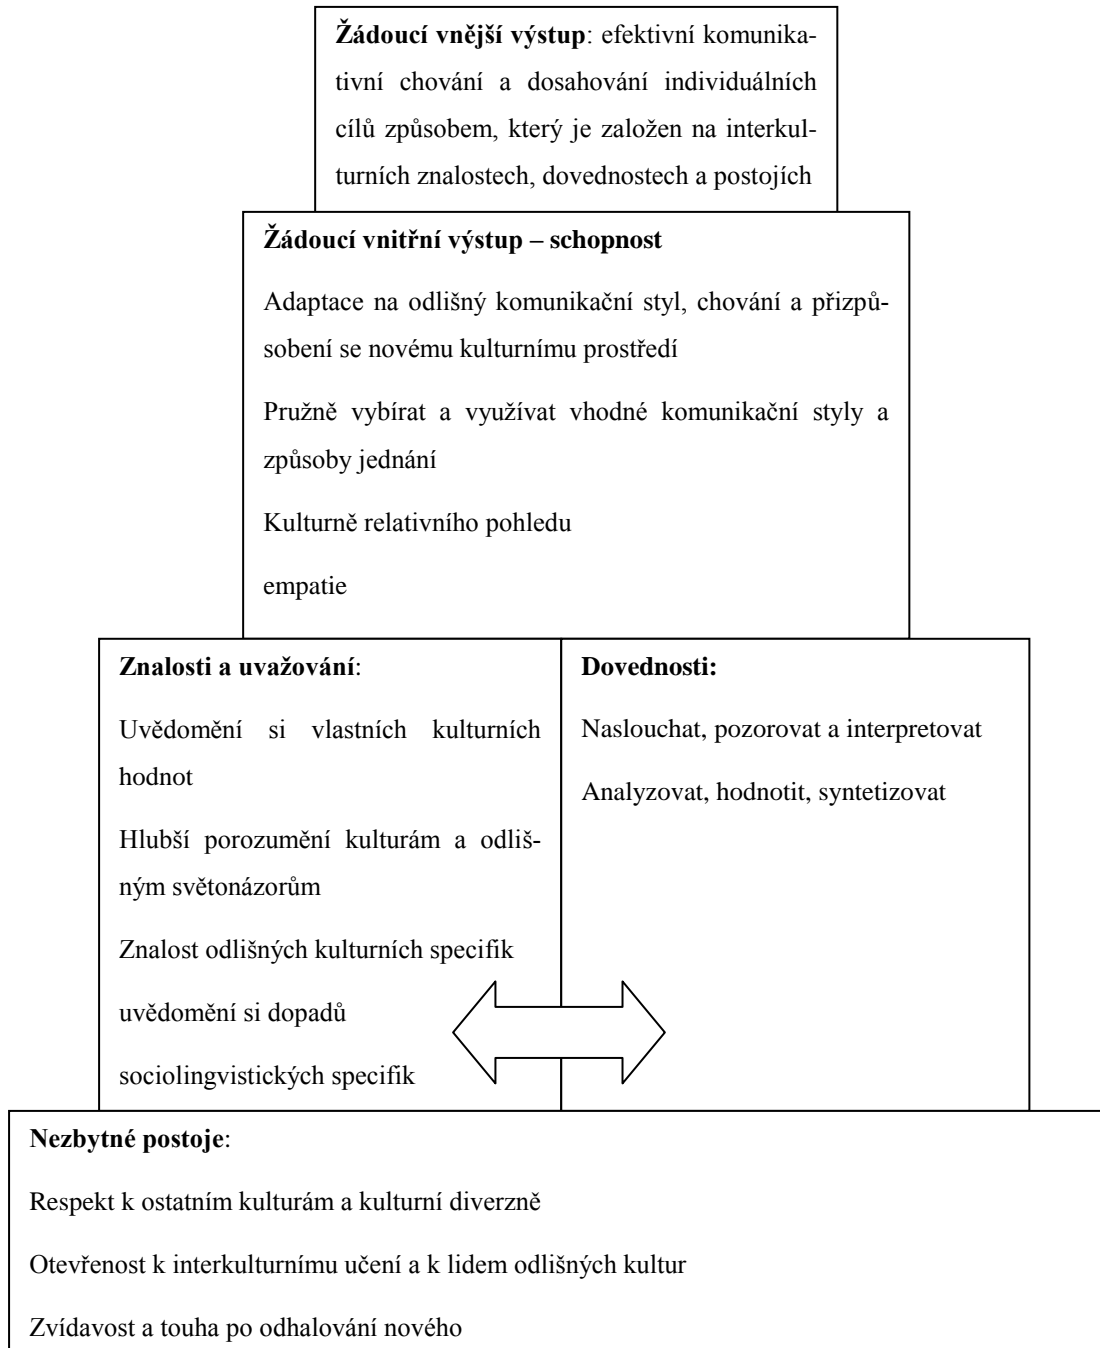 Žádoucí vnější výstup: efektivní komunika-
tivní chování a dosahování individuálních
cílů způsobem, který je založen na interkul-
turních znalostech, dovednostech a postojích
Žádoucí vnitřní výstup – schopnost
Adaptace na odlišný komunikační styl, chování a přizpů-
sobení se novému kulturnímu prostředí
Pružně vybírat a využívat vhodné komunikační styly a
způsoby jednání
Kulturně relativního pohledu
empatie
Znalosti a uvažování:
Uvědomění si vlastních kulturních
hodnot
Hlubší porozumění kulturám a odliš-
ným světonázorům
Znalost odlišných kulturních specifik
uvědomění si dopadů
sociolingvistických specifik
Dovednosti:
Naslouchat, pozorovat a interpretovat
Analyzovat, hodnotit, syntetizovat
Nezbytné postoje:
Respekt k ostatním kulturám a kulturní diverzně
Otevřenost k interkulturnímu učení a k lidem odlišných kultur
Zvídavost a touha po odhalování nového